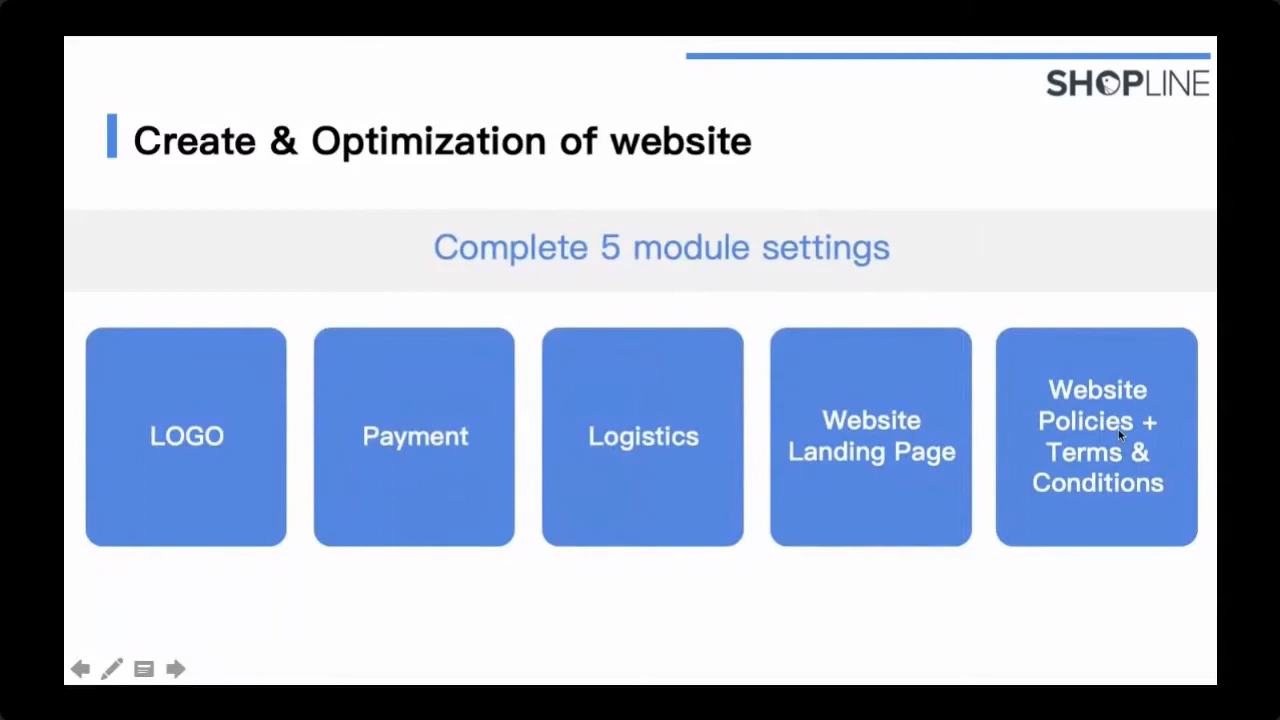 SHOPLINE
Create & Optimization of website
Complete 5 module settings
LOGO
Payment
Logistics
Website
Landing Page
Website
Policies +
Terms &
Conditions